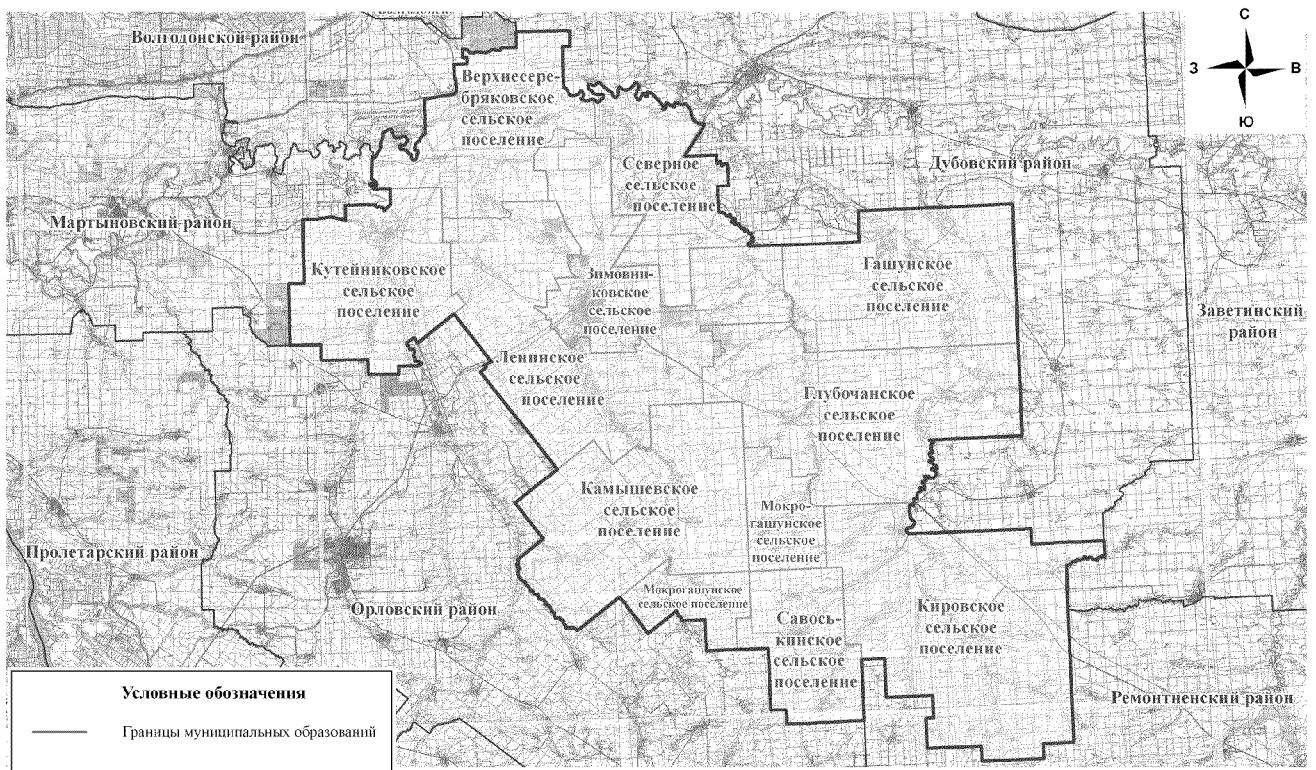 С
З
В
Ю
Волгодонской район
Верхнесере-
бряковское
сельское
поселение
Северное
сельское
поселение
Дубовский район
Мартыновский район
Кутейниковское
сельское
поселение
Зимовни-
ковское
сельское
поселение
Гашунское
сельское
поселение
Заветинский
район
Ленинское
сельское
поселение
Глубочанское
сельское
поселение
Камышевское
сельское
поселение
Мокро-
гашунское
сельское
поселение
Пролетарский район
Орловский район
Мокрогашунское
сельское поселение
Савось-
кинское
сельское
поселение
Кировское
сельское
поселение
Ремонтненский район
Условные обозначения
Границы муниципальных образований